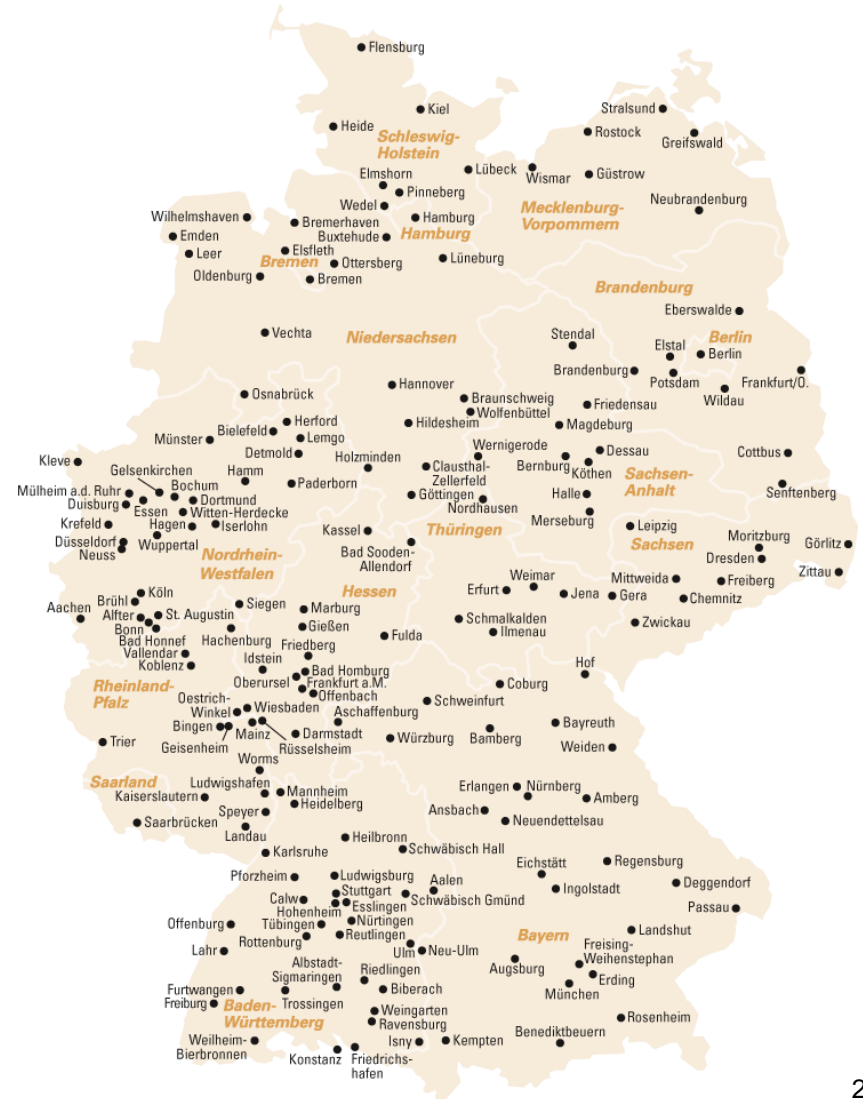 Flensburg
Kiel
Stralsund
Heide
Rostock
Greifswald
Schleswig-
Holstein
Lübeck
Wismar
Güstrow
Elmshorn
Pinneberg
Neubrandenburg
Wedel
Mecklenburg-
Vorpommern
Wilhelmshaven
Bremerhaven
Hamburg
Emden
Buxtehude
Hamburg
Leer
Elsfleth
Bremen
Ottersberg
Lüneburg
Oldenburg
Bremen
Brandenburg
Eberswalde
Vechta
Niedersachsen
Stendal
Berlin
Elstal
Berlin
Brandenburg
Potsdam
Frankfurt/O.
Wildau
Osnabrück
Hannover
Braunschweig
Wolfenbüttel
Friedensau
Herford
Bielefeld
Lemgo
Hildesheim
Magdeburg
Münster
Detmold
Wernigerode
Dessau
Cottbus
Kleve
Holzminden
Clausthal-
Zellerfeld
Bernburg
Köthen
Sachsen-
Anhalt
Gelsenkirchen
Hamm
Bochum
Paderborn
Senftenberg
Mülheim a.d. Ruhr
Duisburg
Essen
Dortmund
Göttingen
Nordhausen
Halle
Witten-Herdecke
Merseburg
Krefeld
Hagen
Iserlohn
Kassel
Thüringen
Leipzig
Düsseldorf
Neuss
Wuppertal
Nordrhein-
Westfalen
Bad Sooden-
Allendorf
Sachsen
Moritzburg
Dresden
Görlitz
Zittau
Hessen
Erfurt
Weimar
Jena
Gera
Mittweida
Freiberg
Chemnitz
Köln
Brühl
Aachen
Alfter
St. Augustin
Siegen
Marburg
Schmalkalden
Ilmenau
Zwickau
Bonn
Bad Honnef
Hachenburg
Gießen
Fulda
Vallendar
Koblenz
Friedberg
Idstein
Hof
Bad Homburg
Oberursel
Frankfurt a.M.
Offenbach
Coburg
Rheinland-
Pfalz
Oestrich-
Winkel
Wiesbaden
Aschaffenburg
Schweinfurt
Bingen
Geisenheim
Mainz
Rüsselsheim
Darmstadt
Würzburg
Bamberg
Bayreuth
Trier
Weiden
Worms
Saarland
Ludwigshafen
Mannheim
Erlangen
Nürnberg
Kaiserslautern
Heidelberg
Amberg
Speyer
Ansbach
Saarbrücken
Landau
Neuendettelsau
Heilbronn
Karlsruhe
Schwäbisch Hall
Eichstätt
Regensburg
Pforzheim
Ludwigsburg
Aalen
Deggendorf
Stuttgart
Ingolstadt
Calw
Hohenheim
Esslingen
Schwäbisch Gmünd
Passau
Offenburg
Tübingen
Nürtingen
Landshut
Rottenburg
Reutlingen
Bayern
Lahr
Ulm
Neu-Ulm
Freising-
Weihenstephan
Augsburg
Erding
Albstadt-
Sigmaringen
Riedlingen
Biberach
München
Furtwangen
Freiburg
Trossingen
Baden-
Württemberg
Weingarten
Ravensburg
Rosenheim
Weilheim-
Bierbronnen
Isny
Kempten
Benediktbeuern
Konstanz
Friedrichs-
hafen
2